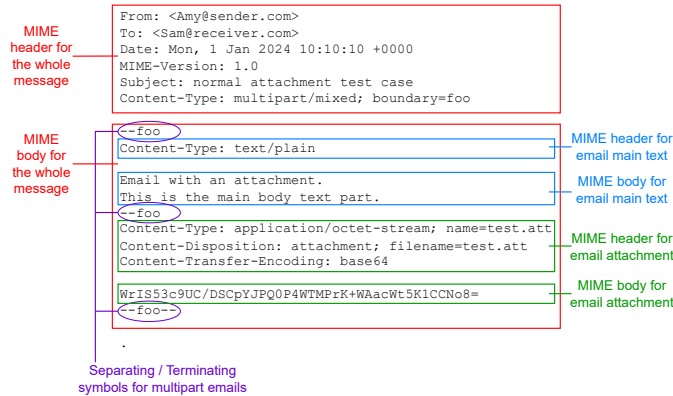 MIME
header for
the whole
message
From: <Amy@sender.com>
To: <Sam@receiver.com>
Date: Mon, 1 Jan 2024 10:10:10 +0000
MIME-Version: 1.0
Subject: normal attachment test case
Content-Type: multipart/mixed; boundary=foo
MIME
body for
the whole
message
--foo
Content-Type: text/plain
MIME header for
email main text
Email with an attachment.
This is the main body text part.
MIME body for
email main text
--foo
Content-Type: application/octet-stream; name=test.att
Content-Disposition: attachment; filename=test.att
Content-Transfer-Encoding: base64
MIME header for
email attachment
WrIS53c9UC/DSCpYJPQ0P4WTMPrK+WAacWt5K1CCNo8=
MIME body for
email attachment
--foo--
.
Separating / Terminating
symbols for multipart emails